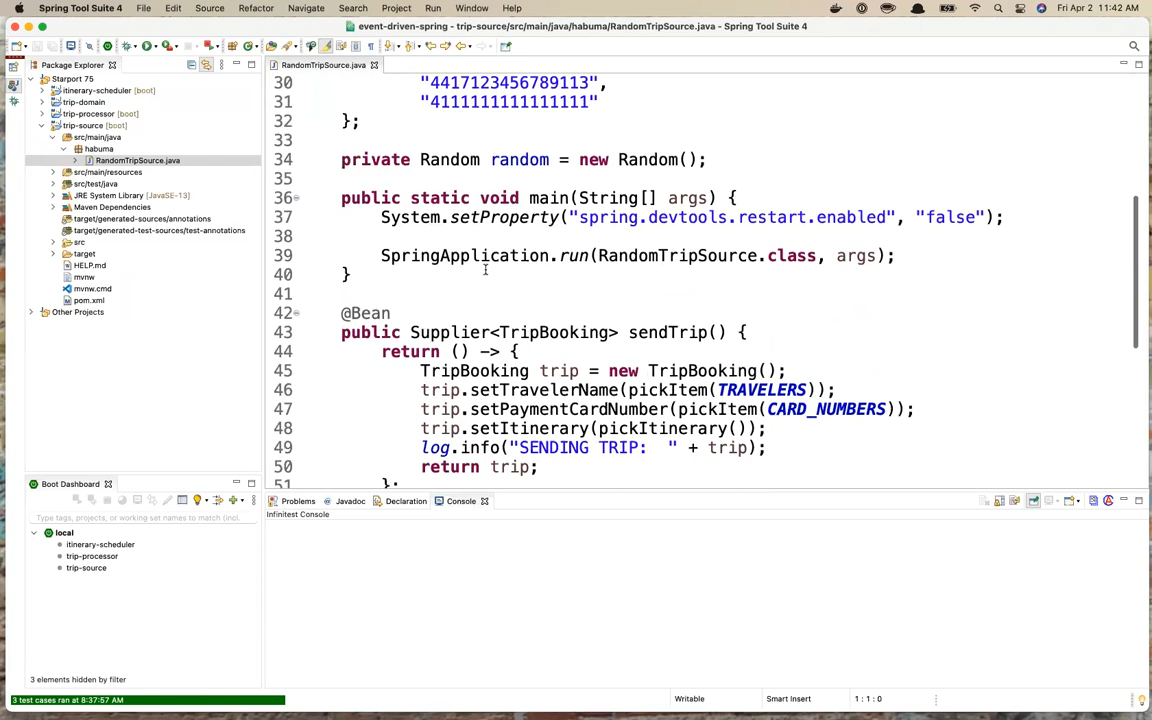 Spring Tool Suite 4 File Edit Source Refactor Navigate Search Project Run Window Help Fri Apr 2 11:42 AM
event-driven-spring - trip-source/src/main/java/habuma/RandomTripSource.java - Spring Tool Suite 4
Package Explorer
Starport 75
itinerary-scheduler [boot]
trip-domain
trip-processor [boot]
trip-source [boot]
src/main/java
habuma
RandomTripSource.java
src/main/resources
src/test/java
JRE System Library [JavaSE-13]
Maven Dependencies
target/generated-sources/annotations
target/generated-test-sources/test-annotations
src
target
HELP.md
mvnw
mvnw.cmd
pom.xml
Other Projects
RandomTripSource.java
30 "4417123456789113",
31 "4111111111111111"
32 };
33
34 private Random random = new Random();
35
36 public static void main(String[] args) {
37 System.setProperty("spring.devtools.restart.enabled", "false");
38
39 SpringApplication.run(RandomTripSource.class, args);
40 }
41
42 @Bean
43 public Supplier<TripBooking> sendTrip() {
44 return () -> {
45 TripBooking trip = new TripBooking();
46 trip.setTravelerName(pickItem(TRAVELERS));
47 trip.setPaymentCardNumber(pickItem(CARD_NUMBERS));
48 trip.setItinerary(pickItinerary());
49 log.info("SENDING TRIP:  " + trip);
50 return trip;
51 };
Boot Dashboard
Type tags, projects, or working set names to match (incl.
local
itinerary-scheduler
trip-processor
trip-source
3 elements hidden by filter
Problems Javadoc Declaration Console
Infinitest Console
3 test cases ran at 8:37:57 AM
Writable Smart Insert 1 : 1 : 0